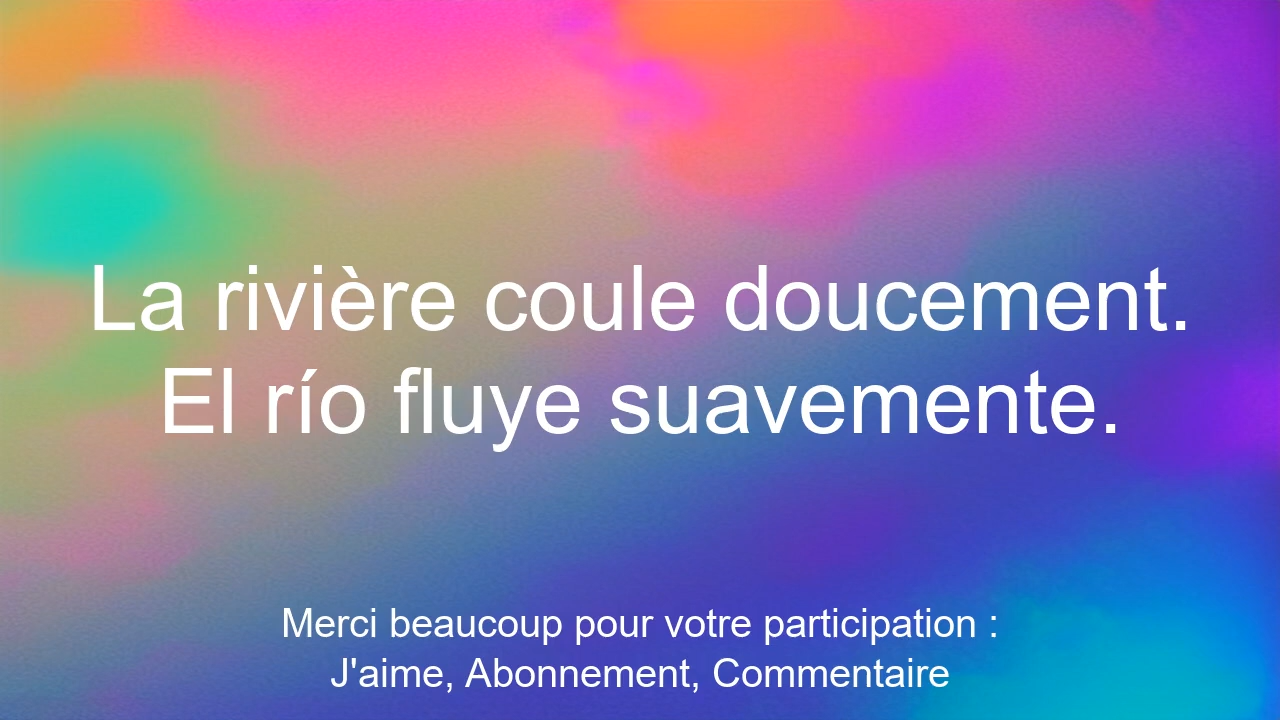 La rivière coule doucement.
El río fluye suavemente.
Merci beaucoup pour votre participation :
J'aime, Abonnement, Commentaire